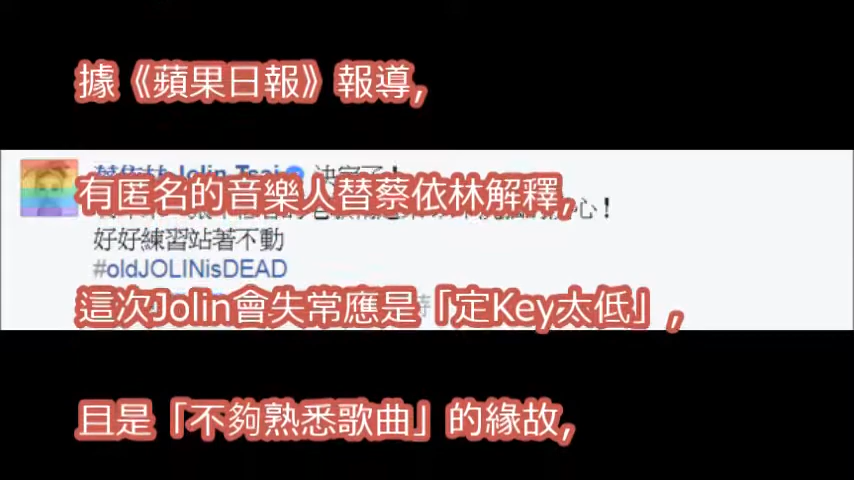 據《蘋果日報》報導,
蔡依林 Jolin Tsai 決定了！
有匿名的音樂人替蔡依林解釋,
心！
好好練習站著不動
#oldJOLINisDEAD
這次Jolin會失常應是「定Key太低」,
且是「不夠熟悉歌曲」的緣故,